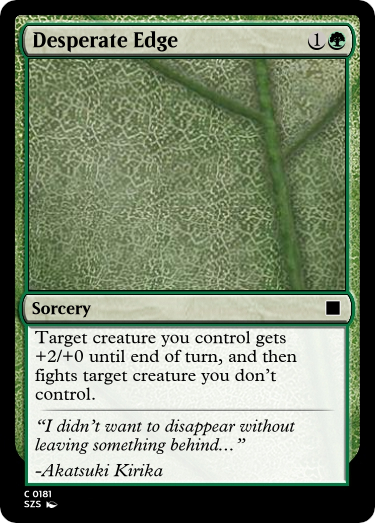 Desperate Edge 1
Sorcery
Target creature you control gets
+2/+0 until end of turn, and then
fights target creature you don’t
control.
“I didn’t want to disappear without
leaving something behind…”
-Akatsuki Kirika
C 0181
SZS